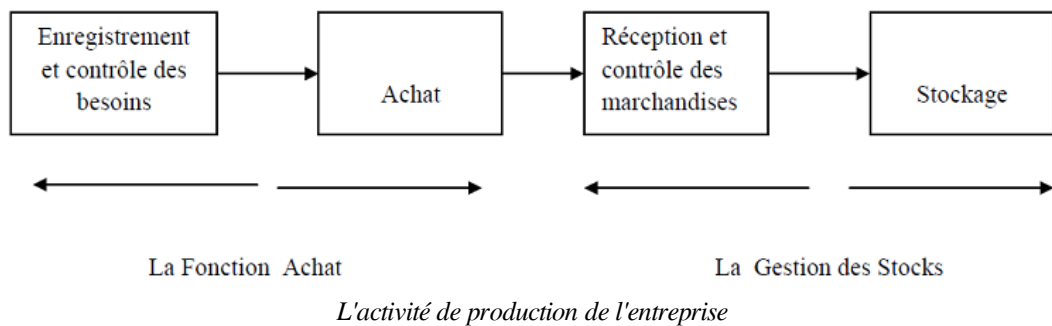 Enregistrement
et contrôle des
besoins
Achat
Réception et
contrôle des
marchandises
Stockage
La Fonction Achat
La Gestion des Stocks
L'activité de production de l'entreprise